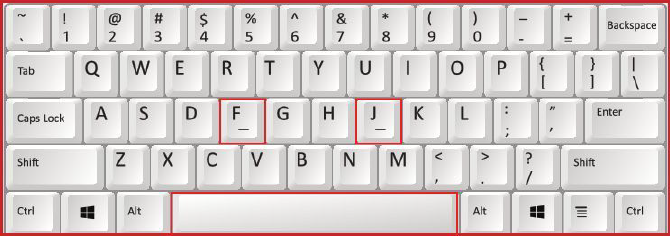 ~ ! @ # $ % ^ & * ( ) – +
` 1 2 3 4 5 6 7 8 9 0 - = Backspace
Tab Q W E R T Y U I O P { } |
[ ] \
Caps Lock A S D F G H J K L : " Enter
_ _ ; ,
Shift Z X C V B N M < > ? Shift
, . /
Ctrl Alt Alt Ctrl